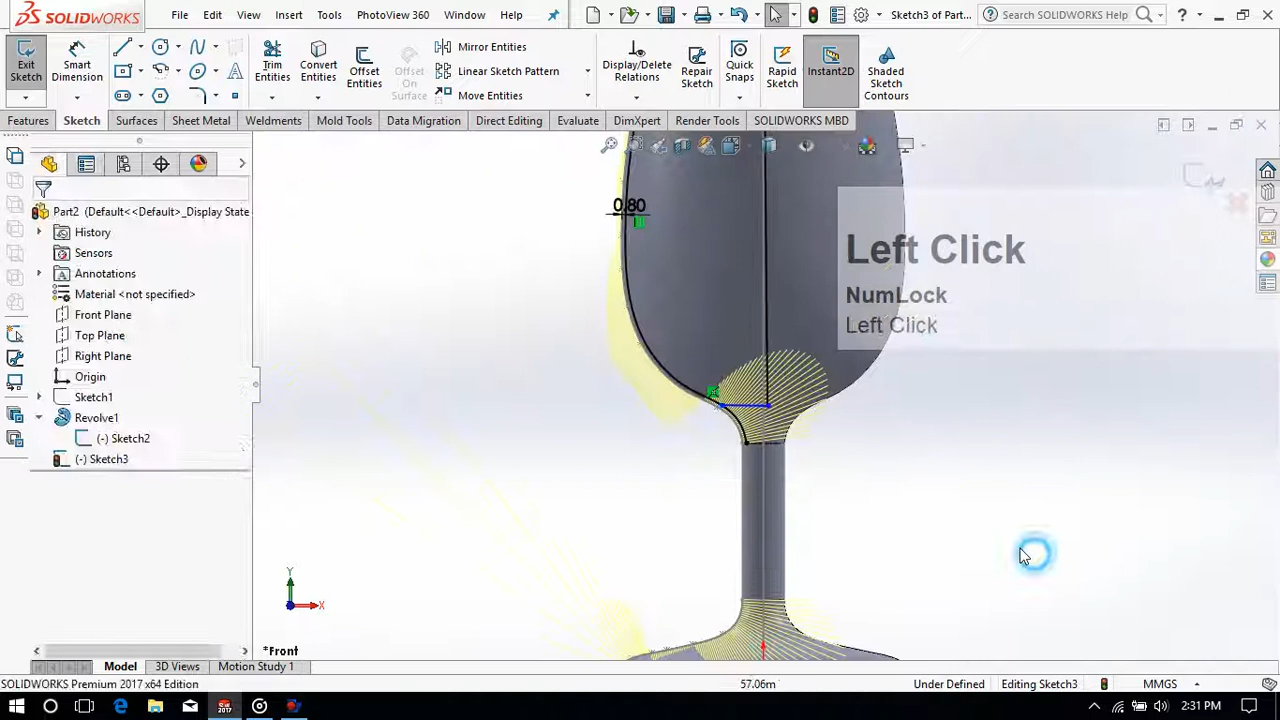 SOLIDWORKS
File
Edit
View
Insert
Tools
PhotoView 360
Window
Help
Sketch3 of Part...
Search SOLIDWORKS Help
Exit Sketch
Smart Dimension
Trim Entities
Convert Entities
Offset Entities
Offset On Surface
Mirror Entities
Linear Sketch Pattern
Move Entities
Display/Delete Relations
Repair Sketch
Quick Snaps
Rapid Sketch
Instant2D
Shaded Sketch Contours
Features
Sketch
Surfaces
Sheet Metal
Weldments
Mold Tools
Data Migration
Direct Editing
Evaluate
DimXpert
Render Tools
SOLIDWORKS MBD
Part2 (Default<<Default>_Display State
History
Sensors
Annotations
Material <not specified>
Front Plane
Top Plane
Right Plane
Origin
Sketch1
Revolve1
(-) Sketch2
(-) Sketch3
0.80
Left Click
NumLock
Left Click
Y
X
*Front
Model
3D Views
Motion Study 1
SOLIDWORKS Premium 2017 x64 Edition
57.06m
Under Defined
Editing Sketch3
MMGS
2017
2:31 PM